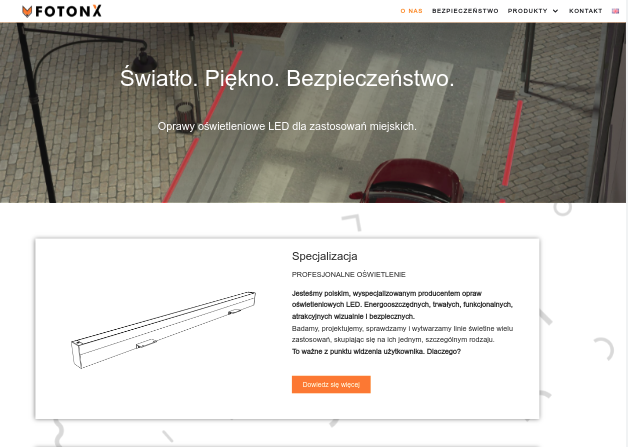 FOTONX
O NAS BEZPIECZEŃSTWO PRODUKTY KONTAKT
Światło. Piękno. Bezpieczeństwo.
Oprawy oświetleniowe LED dla zastosowań miejskich.
Specjalizacja
PROFESJONALNE OŚWIETLENIE
Jesteśmy polskim, wyspecjalizowanym producentem opraw
oświetleniowych LED. Energooszczędnych, trwałych, funkcjonalnych,
atrakcyjnych wizualnie i bezpiecznych.
Badamy, projektujemy, sprawdzamy i wytwarzamy linie świetlne wielu
zastosowań, skupiając się na ich jednym, szczególnym rodzaju.
To ważne z punktu widzenia użytkownika. Dlaczego?
Dowiedz się więcej